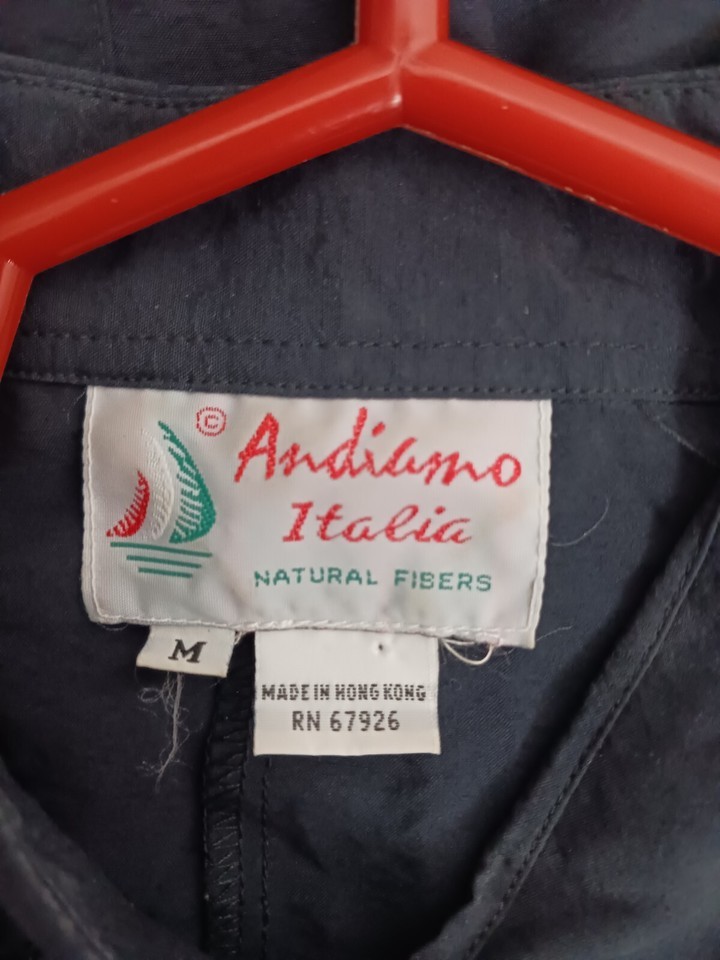 ©
Andiamo
Italia
NATURAL FIBERS
M
MADE IN HONG KONG
RN 67926